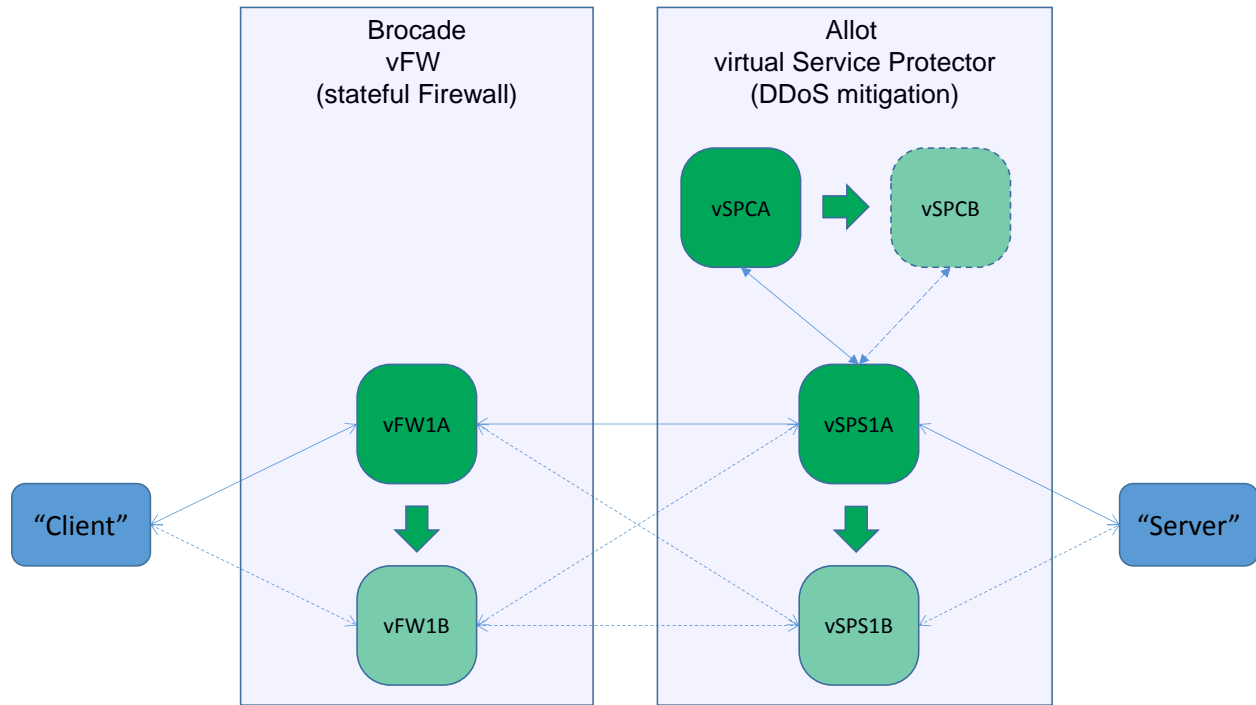 Brocade
vFW
(stateful Firewall)
Allot
virtual Service Protector
(DDoS mitigation)
vSPCA
vSPCB
vFW1A
vSPS1A
“Client”
“Server”
vFW1B
vSPS1B